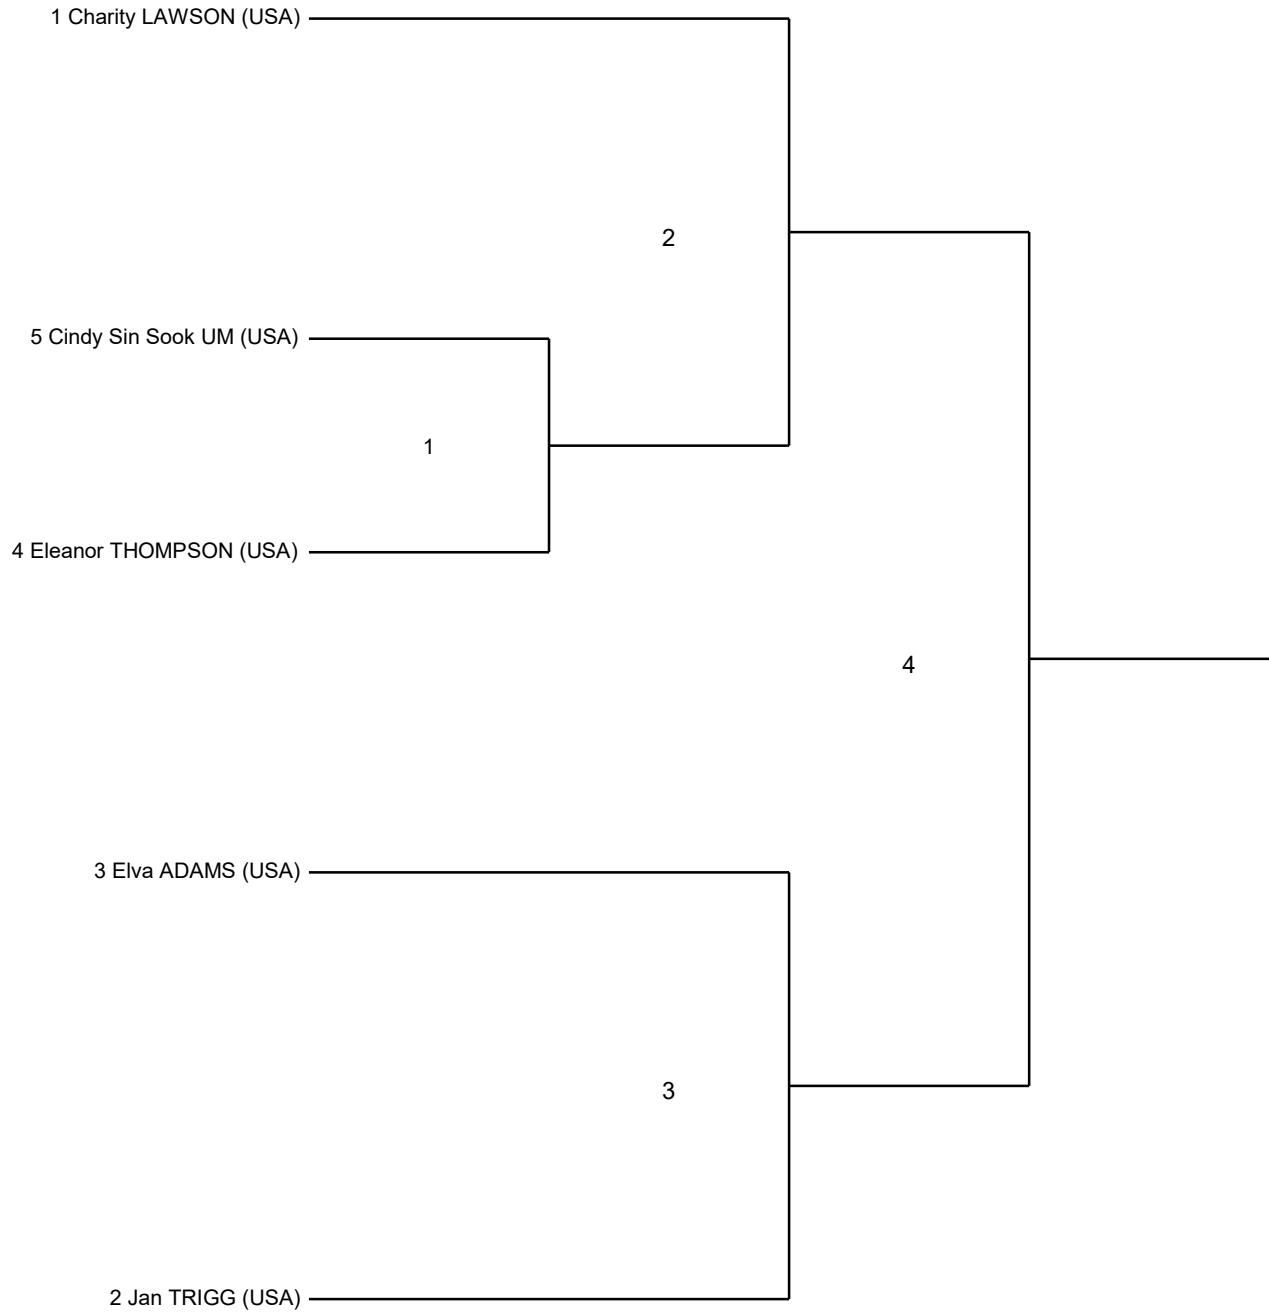 1 Charity LAWSON (USA)
2
5 Cindy Sin Sook UM (USA)
1
4 Eleanor THOMPSON (USA)
4
3 Elva ADAMS (USA)
3
2 Jan TRIGG (USA)